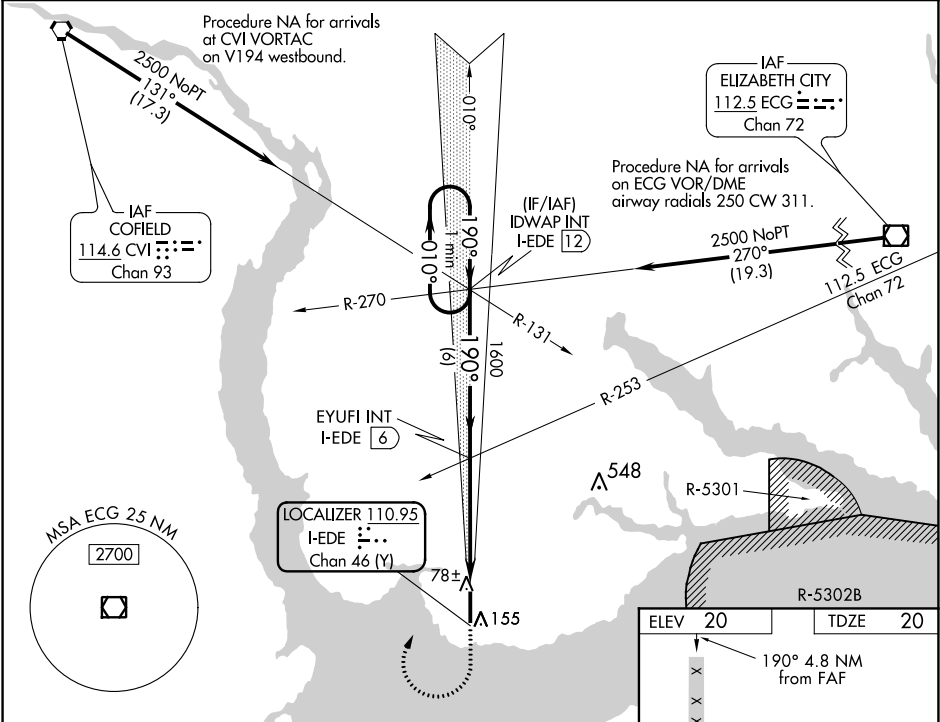 Procedure NA for arrivals
at CVI VORTAC
on V194 westbound.
2500 NoPT
131°
(17.3)
IAF
COFIELD
114.6 CVI
Chan 93
010°
IAF
ELIZABETH CITY
112.5 ECG
Chan 72
Procedure NA for arrivals
on ECG VOR/DME
airway radials 250 CW 311.
(IF/IAF)
IDWAP INT
I-EDE 12
2500 NoPT
270°
(19.3)
112.5 ECG
Chan 72
190°
1 min
010°
R-270
R-131
190°
(6)
1600
R-253
EYUFI INT
I-EDE 6
548
R-5301
LOCALIZER 110.95
I-EDE
Chan 46 (Y)
78±
155
MSA ECG 25 NM
2700
R-5302B
ELEV 20
TDZE 20
190° 4.8 NM
from FAF
X
X
X